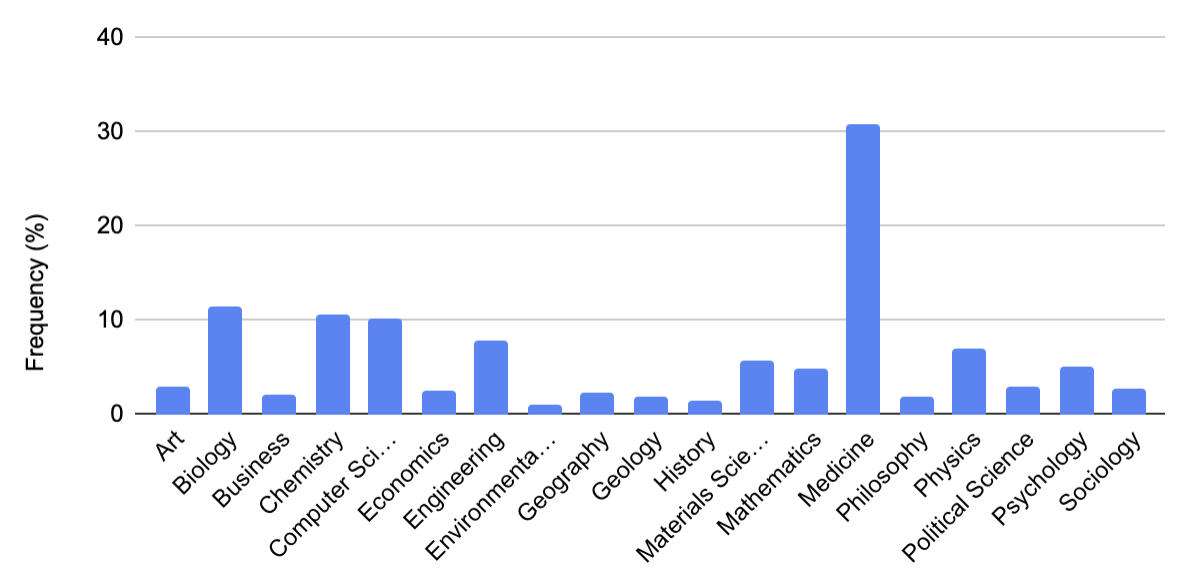 40
30
20
10
0
Frequency (%)
Art
Biology
Business
Chemistry
Computer Sci...
Economics
Engineering
Environmenta...
Geography
Geology
History
Materials Scie...
Mathematics
Medicine
Philosophy
Physics
Political Science
Psychology
Sociology